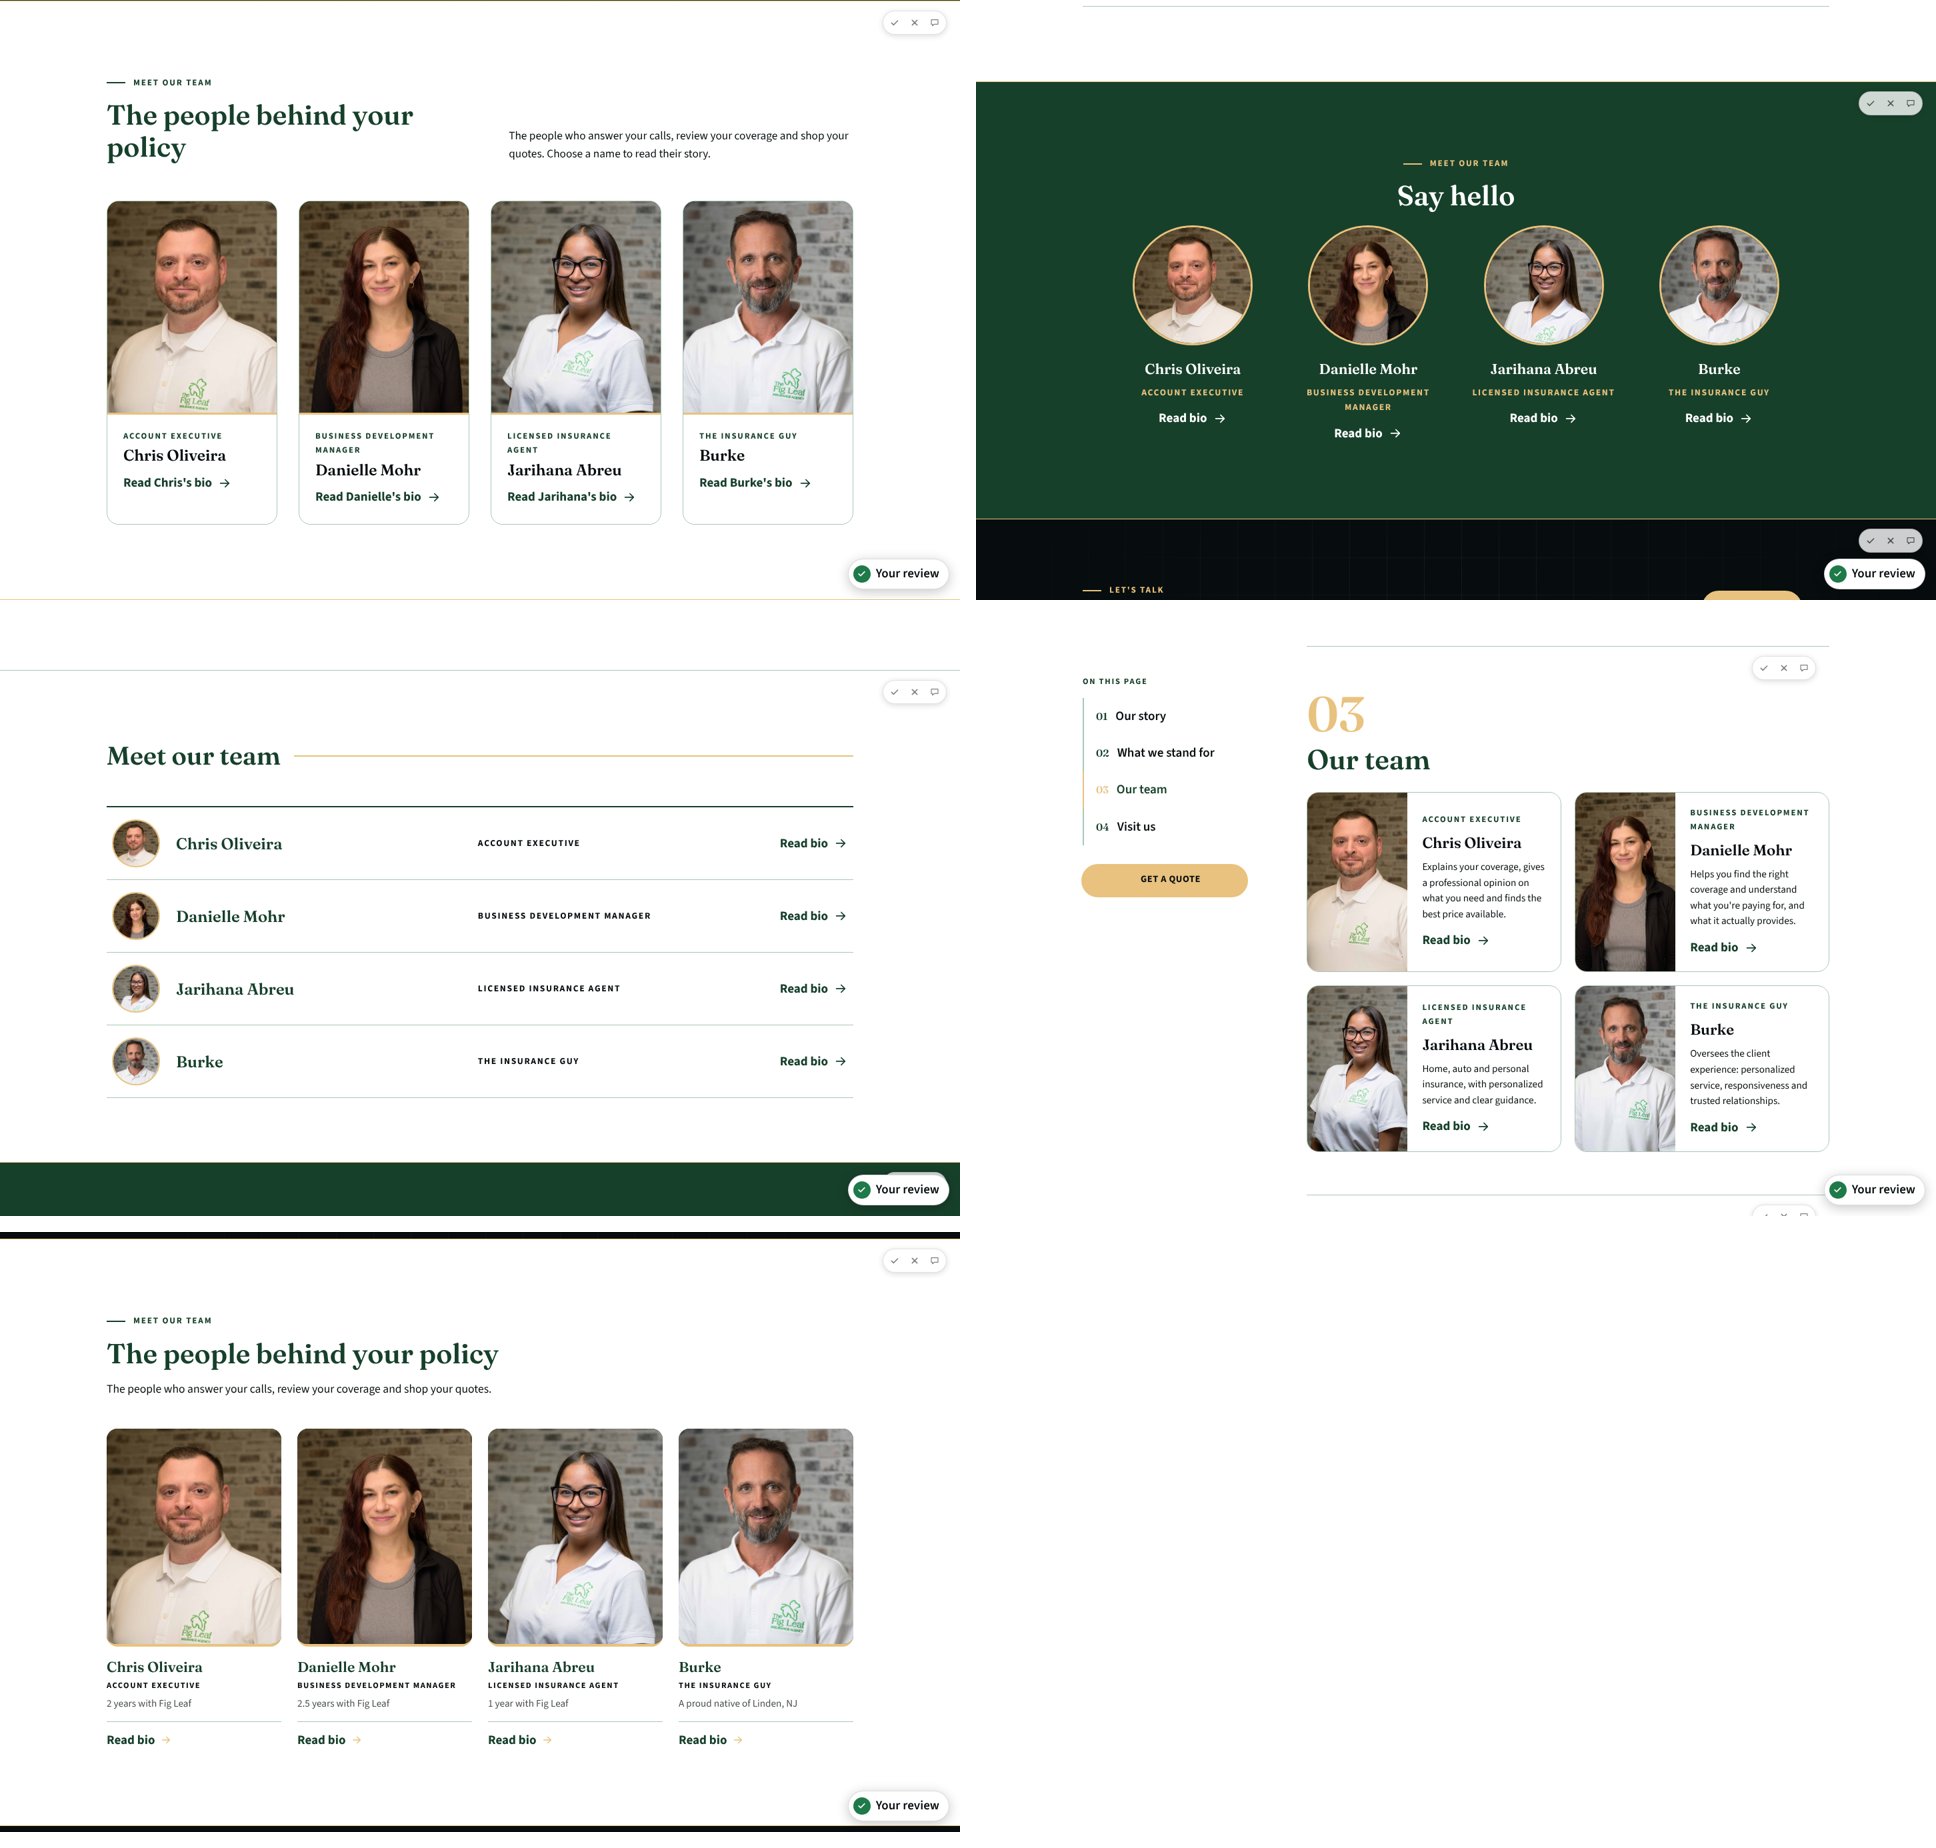 MEET OUR TEAM
The people behind your
policy
The people who answer your calls, review your coverage and shop your
quotes. Choose a name to read their story.
The Fig Leaf
INSURANCE AGENCY
The Fig Leaf
ACCOUNT EXECUTIVE
Chris Oliveira
Read Chris's bio
BUSINESS DEVELOPMENT
MANAGER
Danielle Mohr
Read Danielle's bio
LICENSED INSURANCE
AGENT
Jarihana Abreu
Read Jarihana's bio
THE INSURANCE GUY
Burke
Read Burke's bio
Your review
MEET OUR TEAM
Say hello
Chris Oliveira
ACCOUNT EXECUTIVE
Read bio
Danielle Mohr
BUSINESS DEVELOPMENT
MANAGER
Read bio
Jarihana Abreu
LICENSED INSURANCE AGENT
Read bio
Burke
THE INSURANCE GUY
Read bio
LET'S TALK
Your review
Meet our team
Chris Oliveira
ACCOUNT EXECUTIVE
Read bio
Danielle Mohr
BUSINESS DEVELOPMENT MANAGER
Read bio
Jarihana Abreu
LICENSED INSURANCE AGENT
Read bio
Burke
THE INSURANCE GUY
Read bio
Your review
ON THIS PAGE
01 Our story
02 What we stand for
03 Our team
04 Visit us
GET A QUOTE
03
Our team
ACCOUNT EXECUTIVE
Chris Oliveira
Explains your coverage, gives
a professional opinion on
what you need and finds the
best price available.
Read bio
BUSINESS DEVELOPMENT
MANAGER
Danielle Mohr
Helps you find the right
coverage and understand
what you're paying for, and
what it actually provides.
Read bio
LICENSED INSURANCE
AGENT
Jarihana Abreu
Home, auto and personal
insurance, with personalized
service and clear guidance.
Read bio
THE INSURANCE GUY
Burke
Oversees the client
experience: personalized
service, responsiveness and
trusted relationships.
Read bio
Your review
MEET OUR TEAM
The people behind your policy
The people who answer your calls, review your coverage and shop your quotes.
The Fig Leaf
The Fig Leaf
Chris Oliveira
ACCOUNT EXECUTIVE
2 years with Fig Leaf
Read bio
Danielle Mohr
BUSINESS DEVELOPMENT MANAGER
2.5 years with Fig Leaf
Read bio
Jarihana Abreu
LICENSED INSURANCE AGENT
1 year with Fig Leaf
Read bio
Burke
THE INSURANCE GUY
A proud native of Linden, NJ
Read bio
Your review